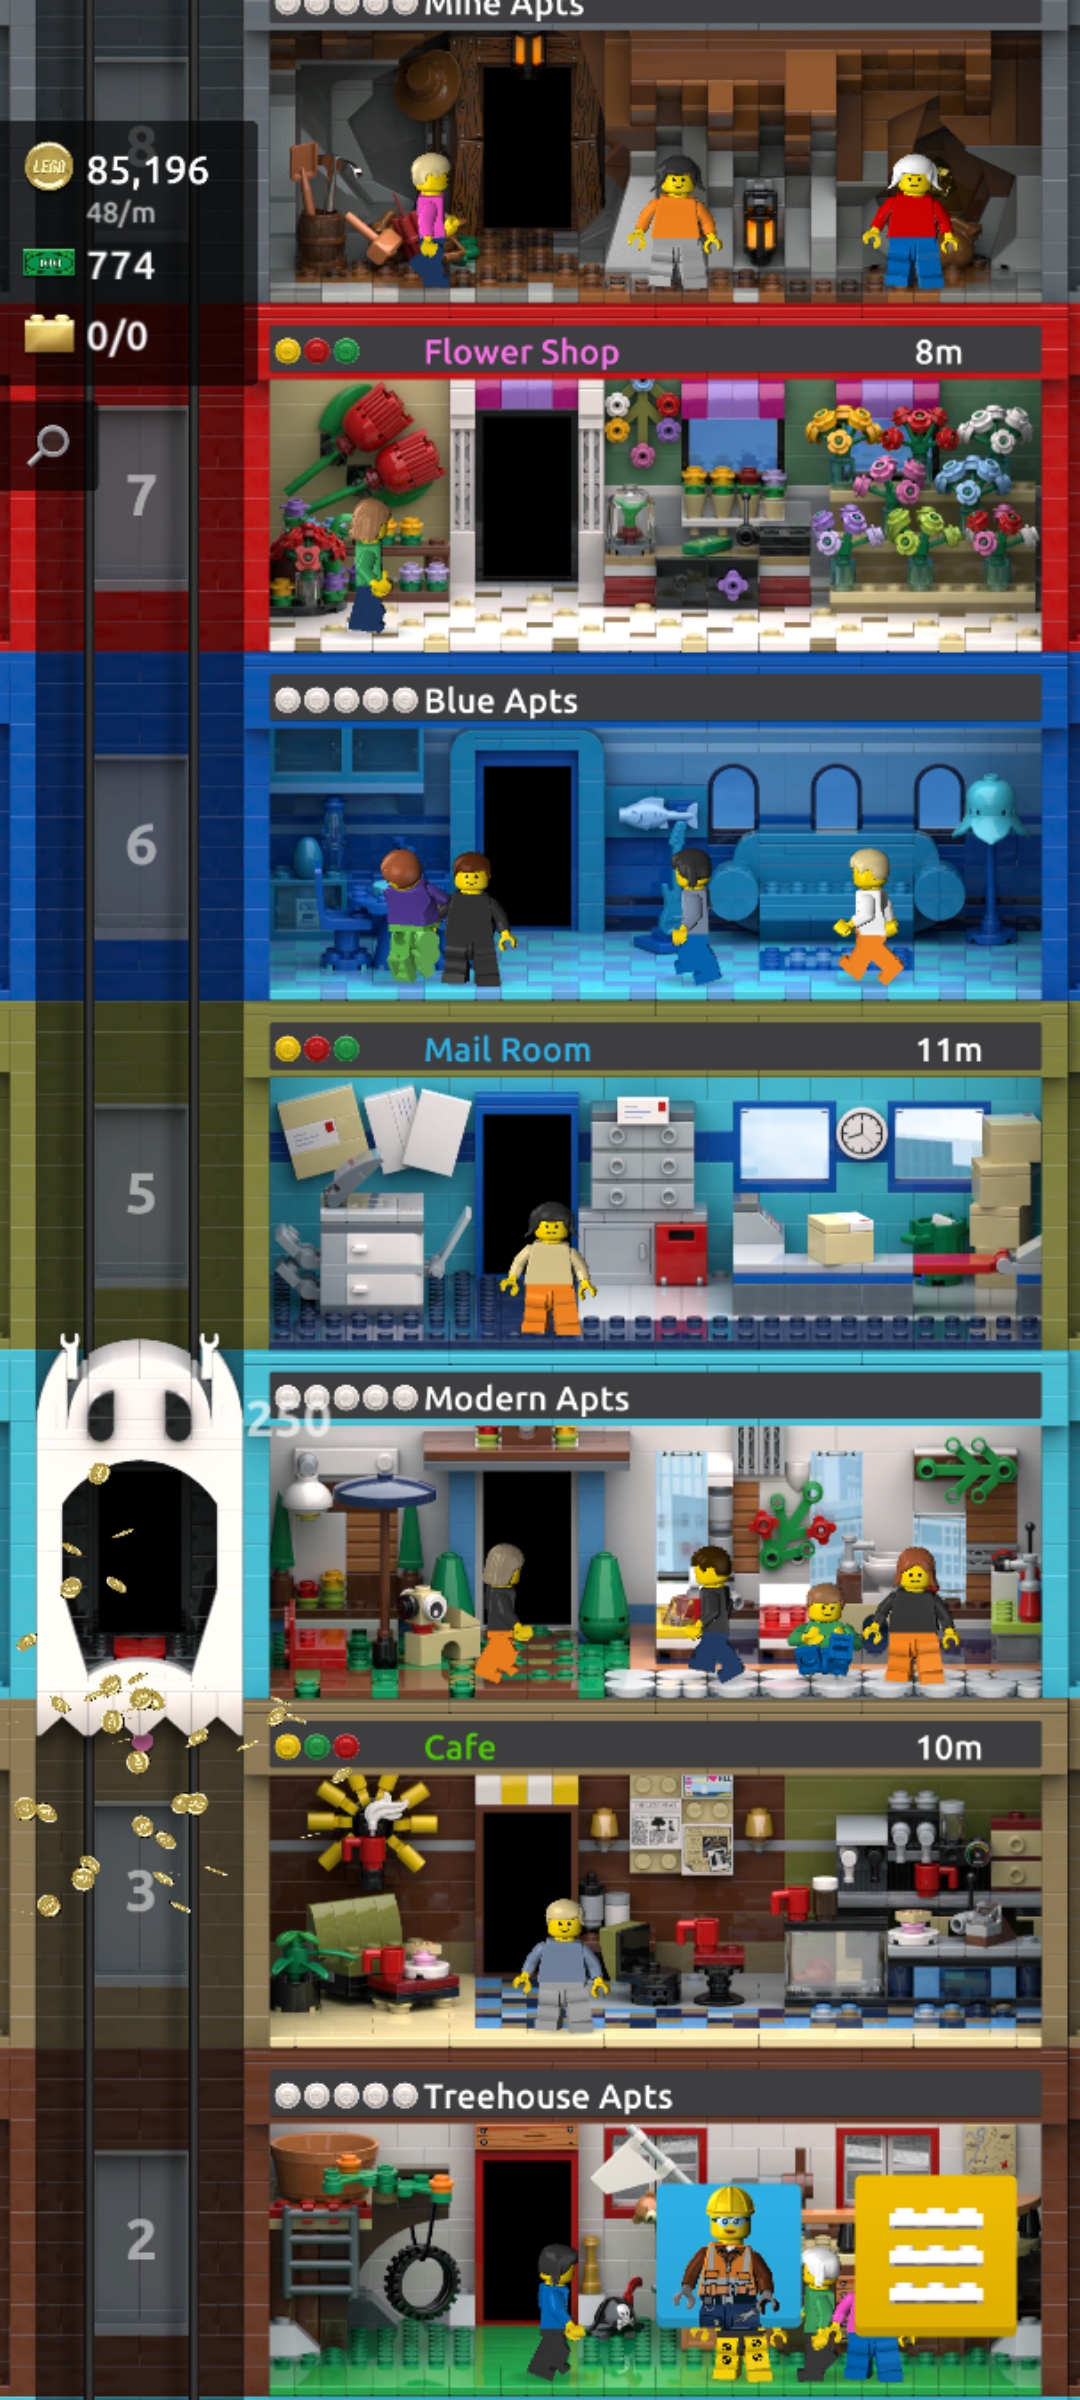 Mine Apts
8
LEGO
85,196
48/m
774
0/0
Flower Shop
8m
7
Blue Apts
6
Mail Room
11m
5
Modern Apts
250
Cafe
10m
3
Treehouse Apts
2